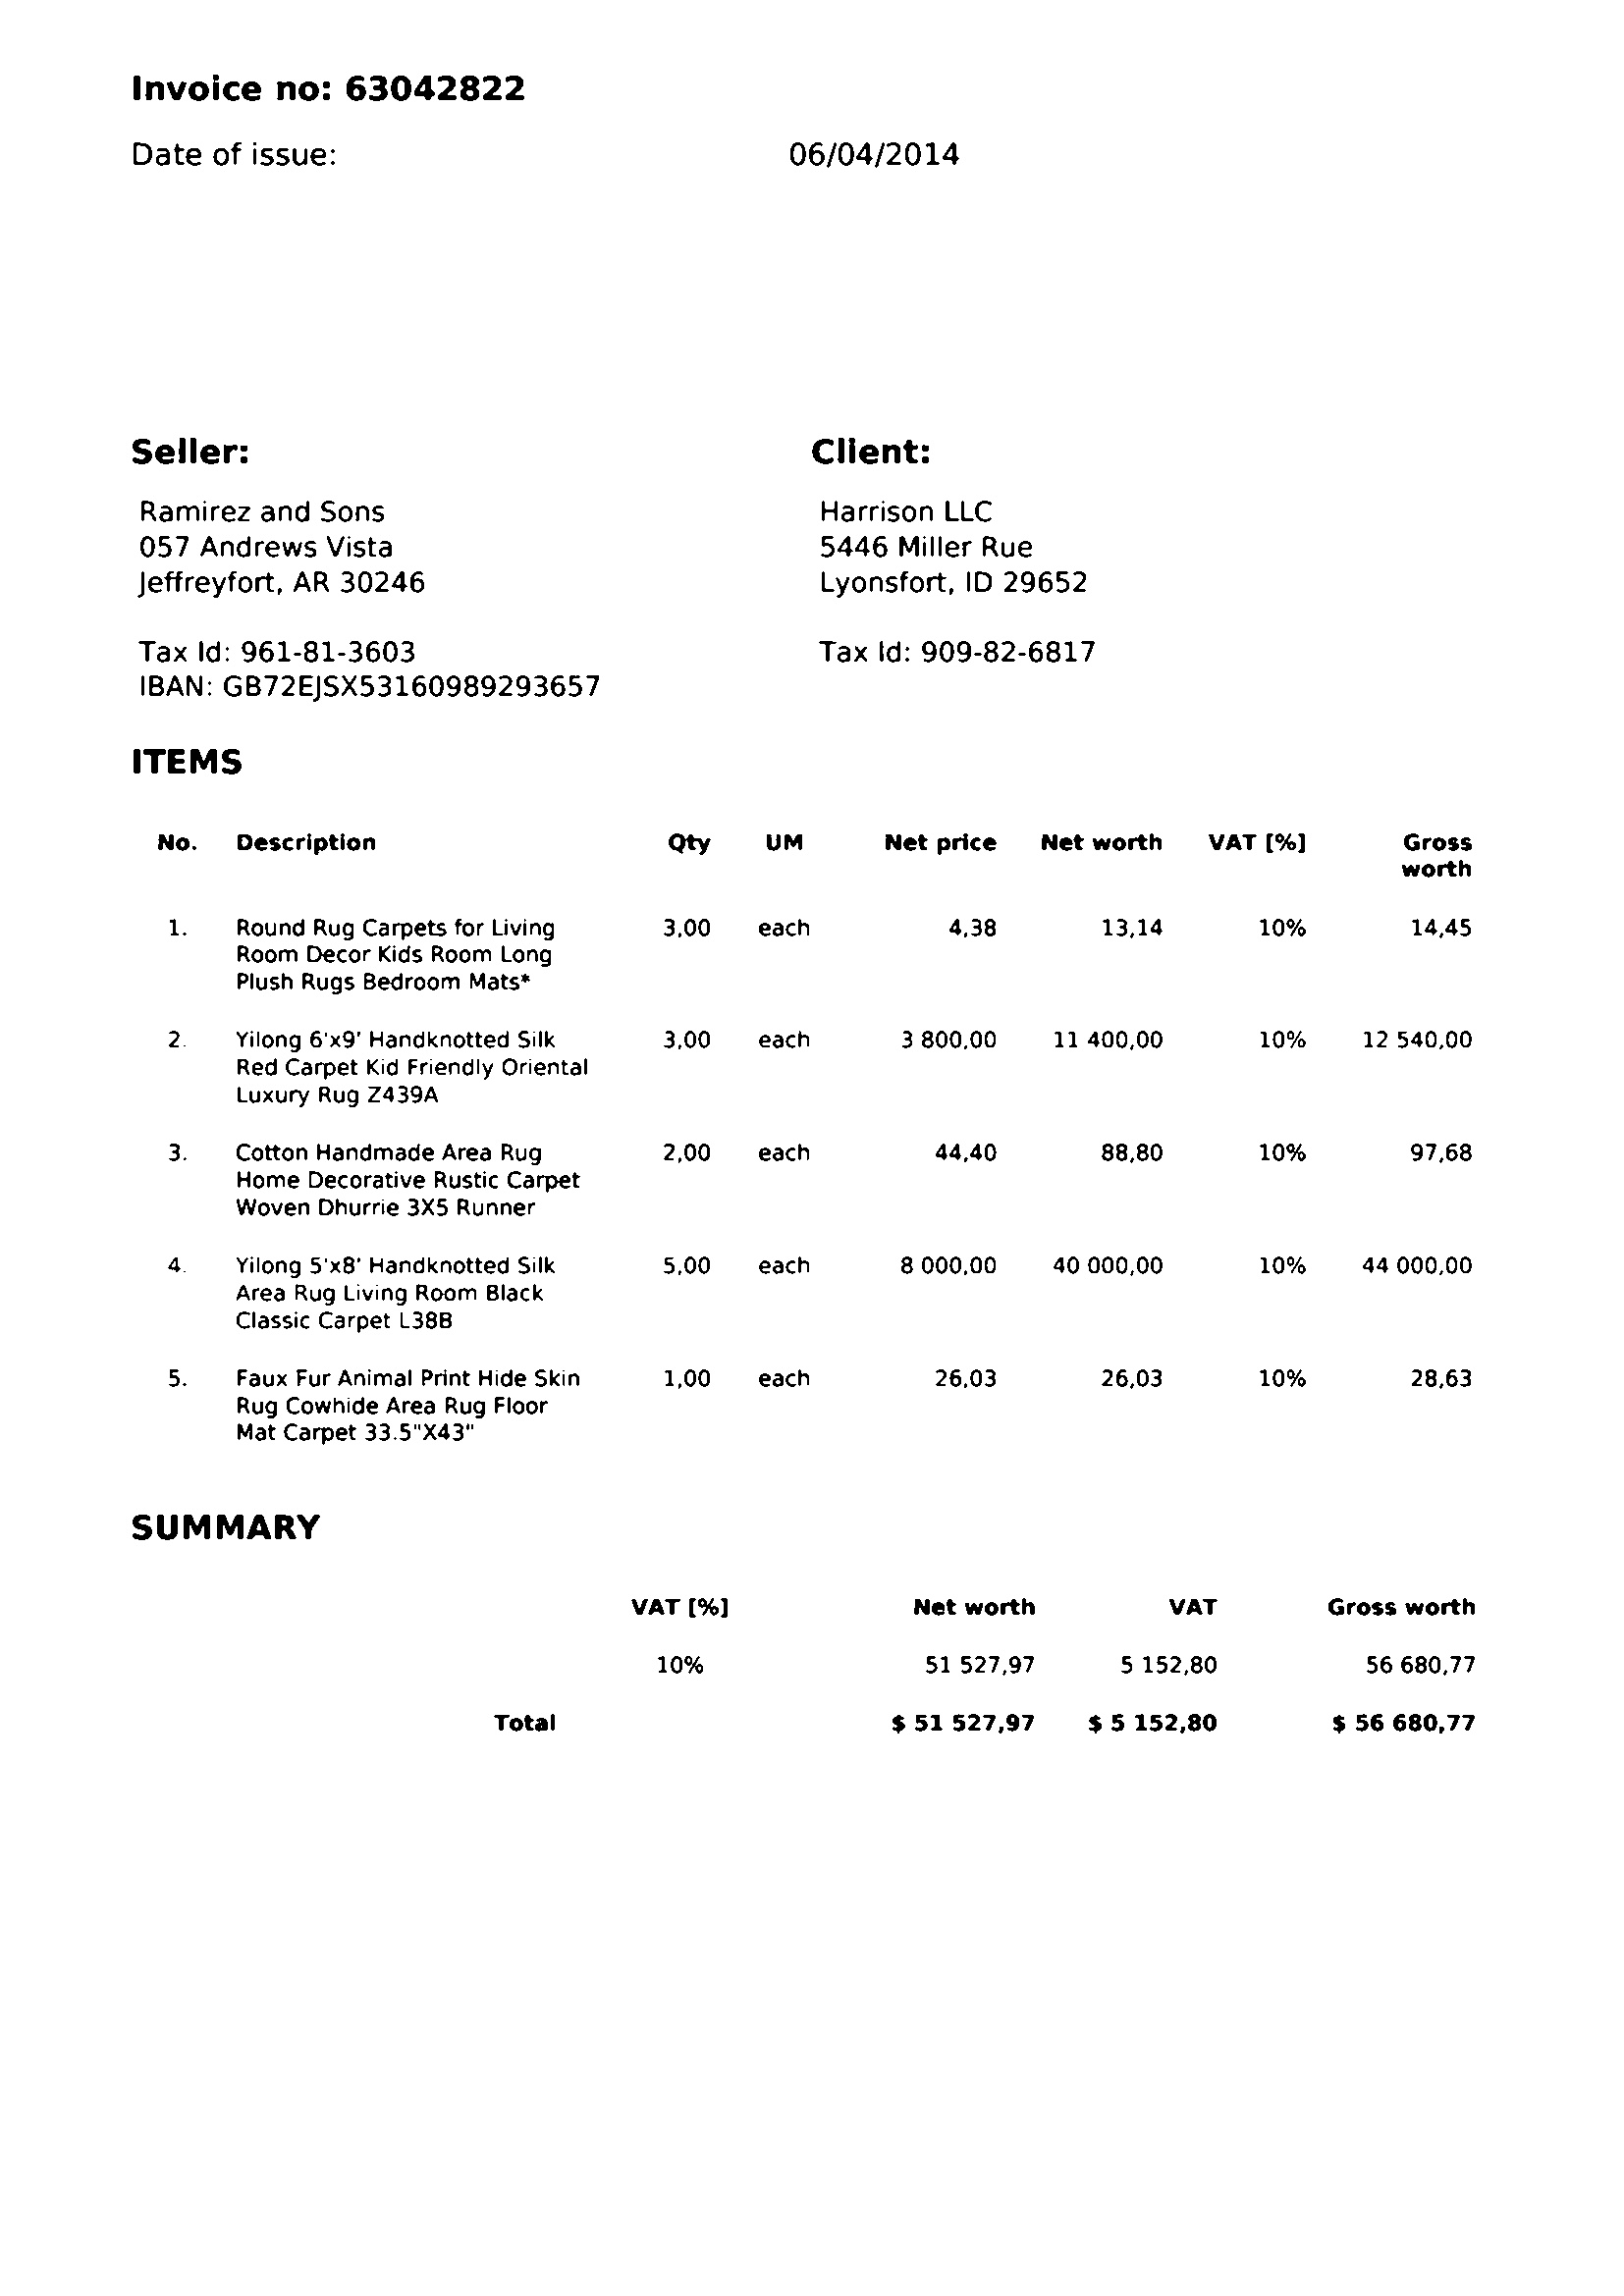 Invoice no: 63042822
Date of issue: 06/04/2014
Seller:
Ramirez and Sons
057 Andrews Vista
Jeffreyfort, AR 30246
Tax Id: 961-81-3603
IBAN: GB72EJSX53160989293657
Client:
Harrison LLC
5446 Miller Rue
Lyonsfort, ID 29652
Tax Id: 909-82-6817
ITEMS
No. Description Qty UM Net price Net worth VAT [%] Gross
worth
1. Round Rug Carpets for Living 3,00 each 4,38 13,14 10% 14,45
Room Decor Kids Room Long
Plush Rugs Bedroom Mats*
2. Yilong 6'x9' Handknotted Silk 3,00 each 3 800,00 11 400,00 10% 12 540,00
Red Carpet Kid Friendly Oriental
Luxury Rug Z439A
3. Cotton Handmade Area Rug 2,00 each 44,40 88,80 10% 97,68
Home Decorative Rustic Carpet
Woven Dhurrie 3X5 Runner
4. Yilong 5'x8' Handknotted Silk 5,00 each 8 000,00 40 000,00 10% 44 000,00
Area Rug Living Room Black
Classic Carpet L38B
5. Faux Fur Animal Print Hide Skin 1,00 each 26,03 26,03 10% 28,63
Rug Cowhide Area Rug Floor
Mat Carpet 33.5"X43"
SUMMARY
VAT [%] Net worth VAT Gross worth
10% 51 527,97 5 152,80 56 680,77
Total $ 51 527,97 $ 5 152,80 $ 56 680,77